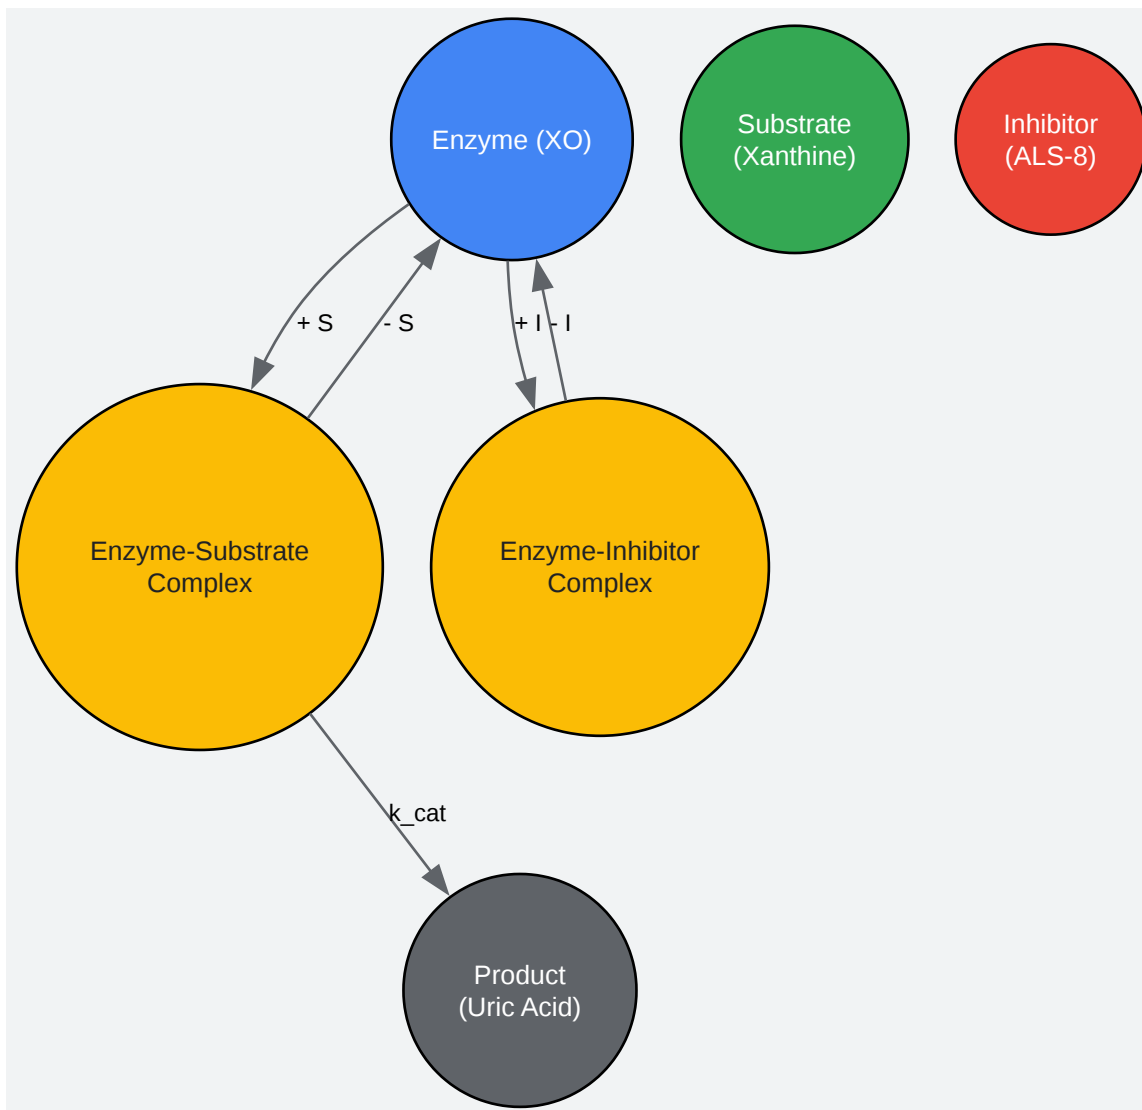 Enzyme (XO)
Substrate
(Xanthine)
Inhibitor
(ALS-8)
+ S
- S
+ I
- I
Enzyme-Substrate
Complex
Enzyme-Inhibitor
Complex
k_cat
Product
(Uric Acid)